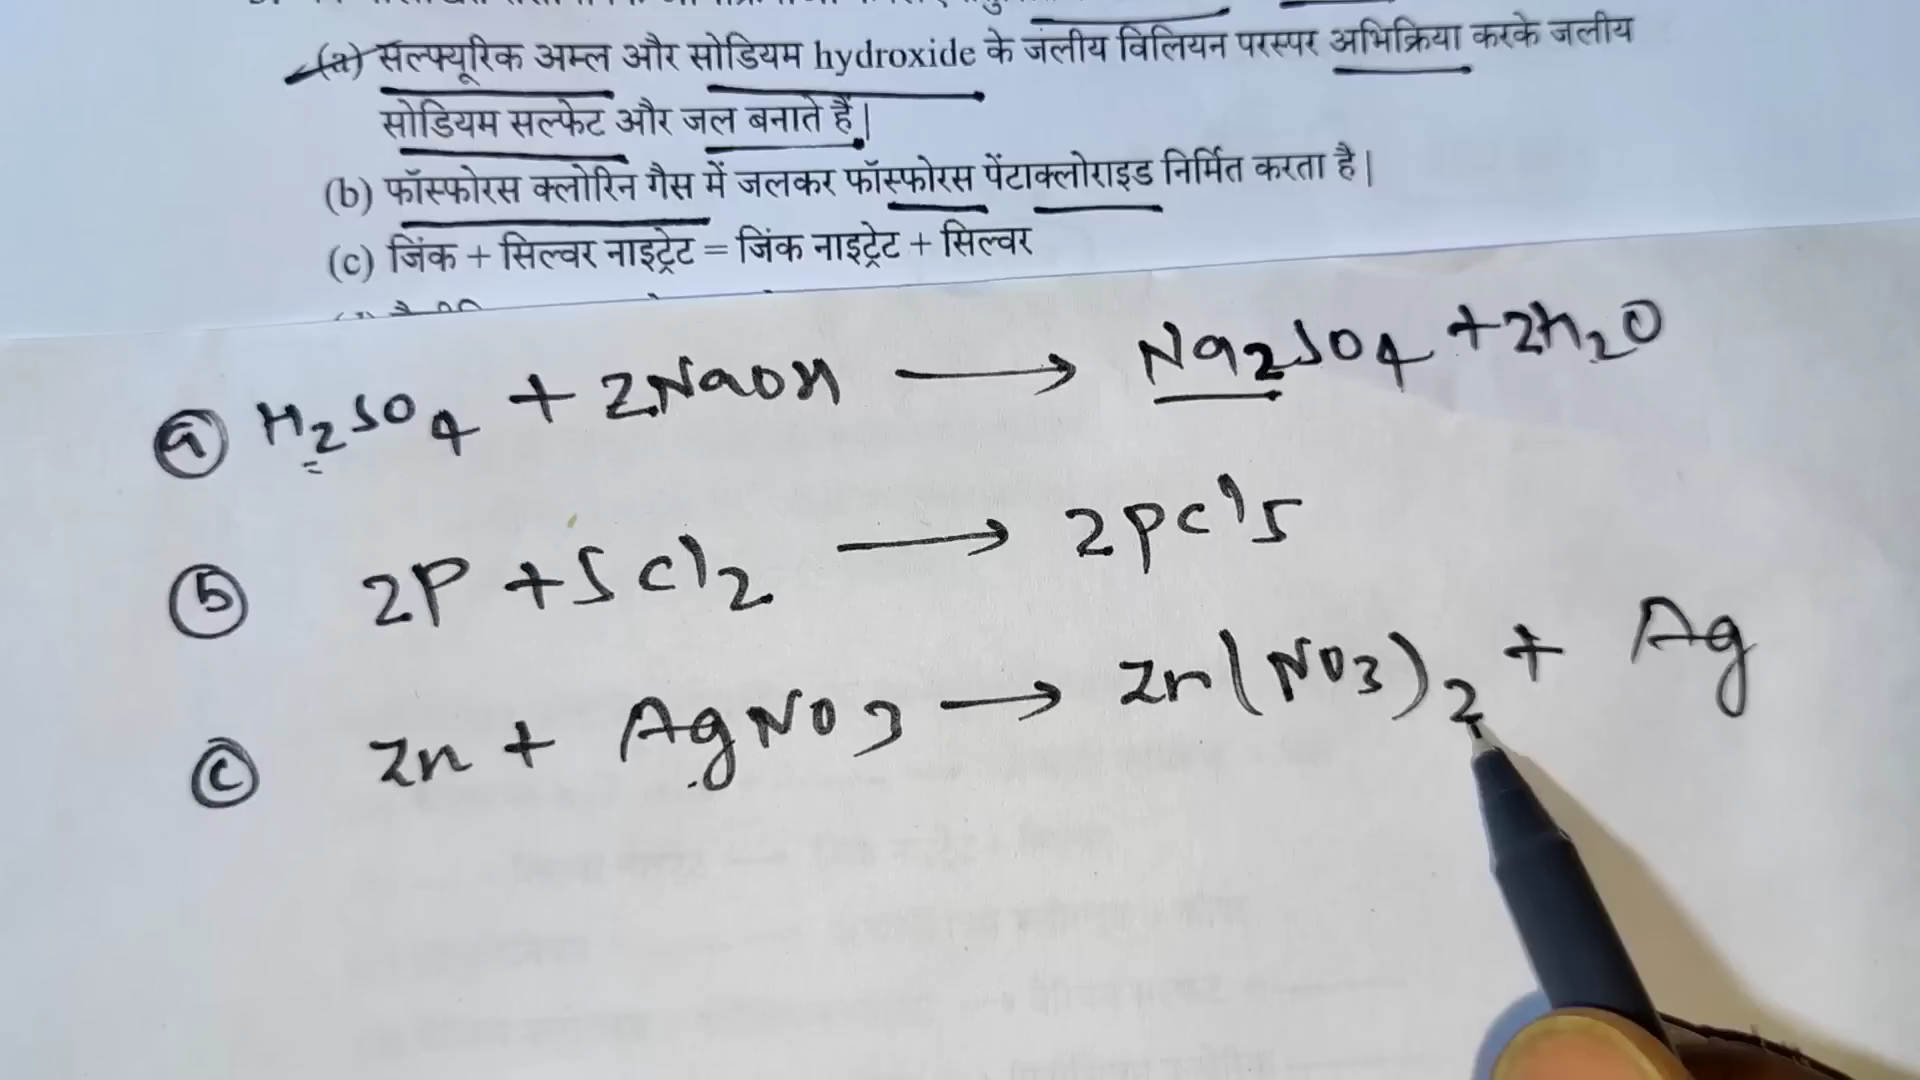 (a) सल्फ्यूरिक अम्ल और सोडियम hydroxide के जलीय विलियन परस्पर अभिक्रिया करके जलीय
सोडियम सल्फेट और जल बनाते हैं|
(b) फॉस्फोरस क्लोरिन गैस में जलकर फॉस्फोरस पेंटाक्लोराइड निर्मित करता है|
(c) जिंक + सिल्वर नाइट्रेट = जिंक नाइट्रेट + सिल्वर
(a) H₂SO₄ + 2NaOH → Na₂SO₄ + 2H₂O
(b) 2P + 5Cl₂ → 2PCl5
(c) Zn + AgNO₃ → Zn(NO₃)₂ + Ag